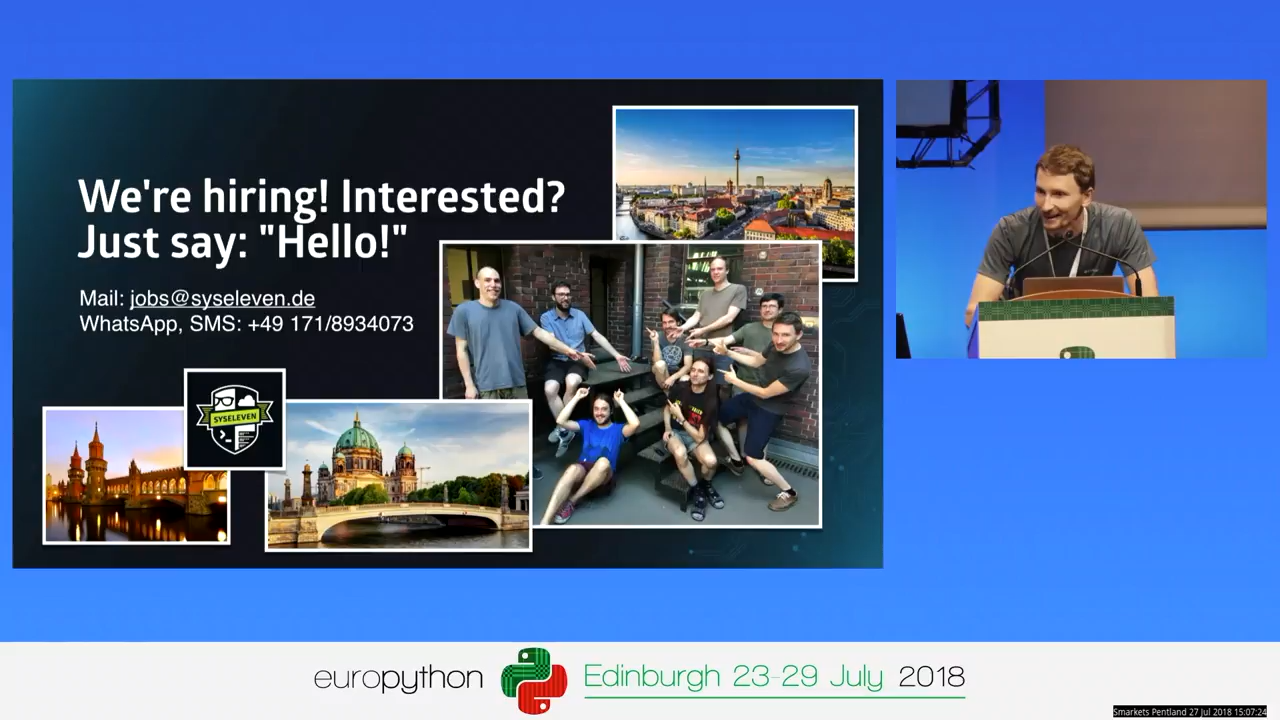 We're hiring! Interested?
Just say: "Hello!"
Mail: jobs@syseleven.de
WhatsApp, SMS: +49 171/8934073
SYSELEVEN
europython
Edinburgh 23-29 July 2018
Smarkets Pentland 27 Jul 2018 15:07:24